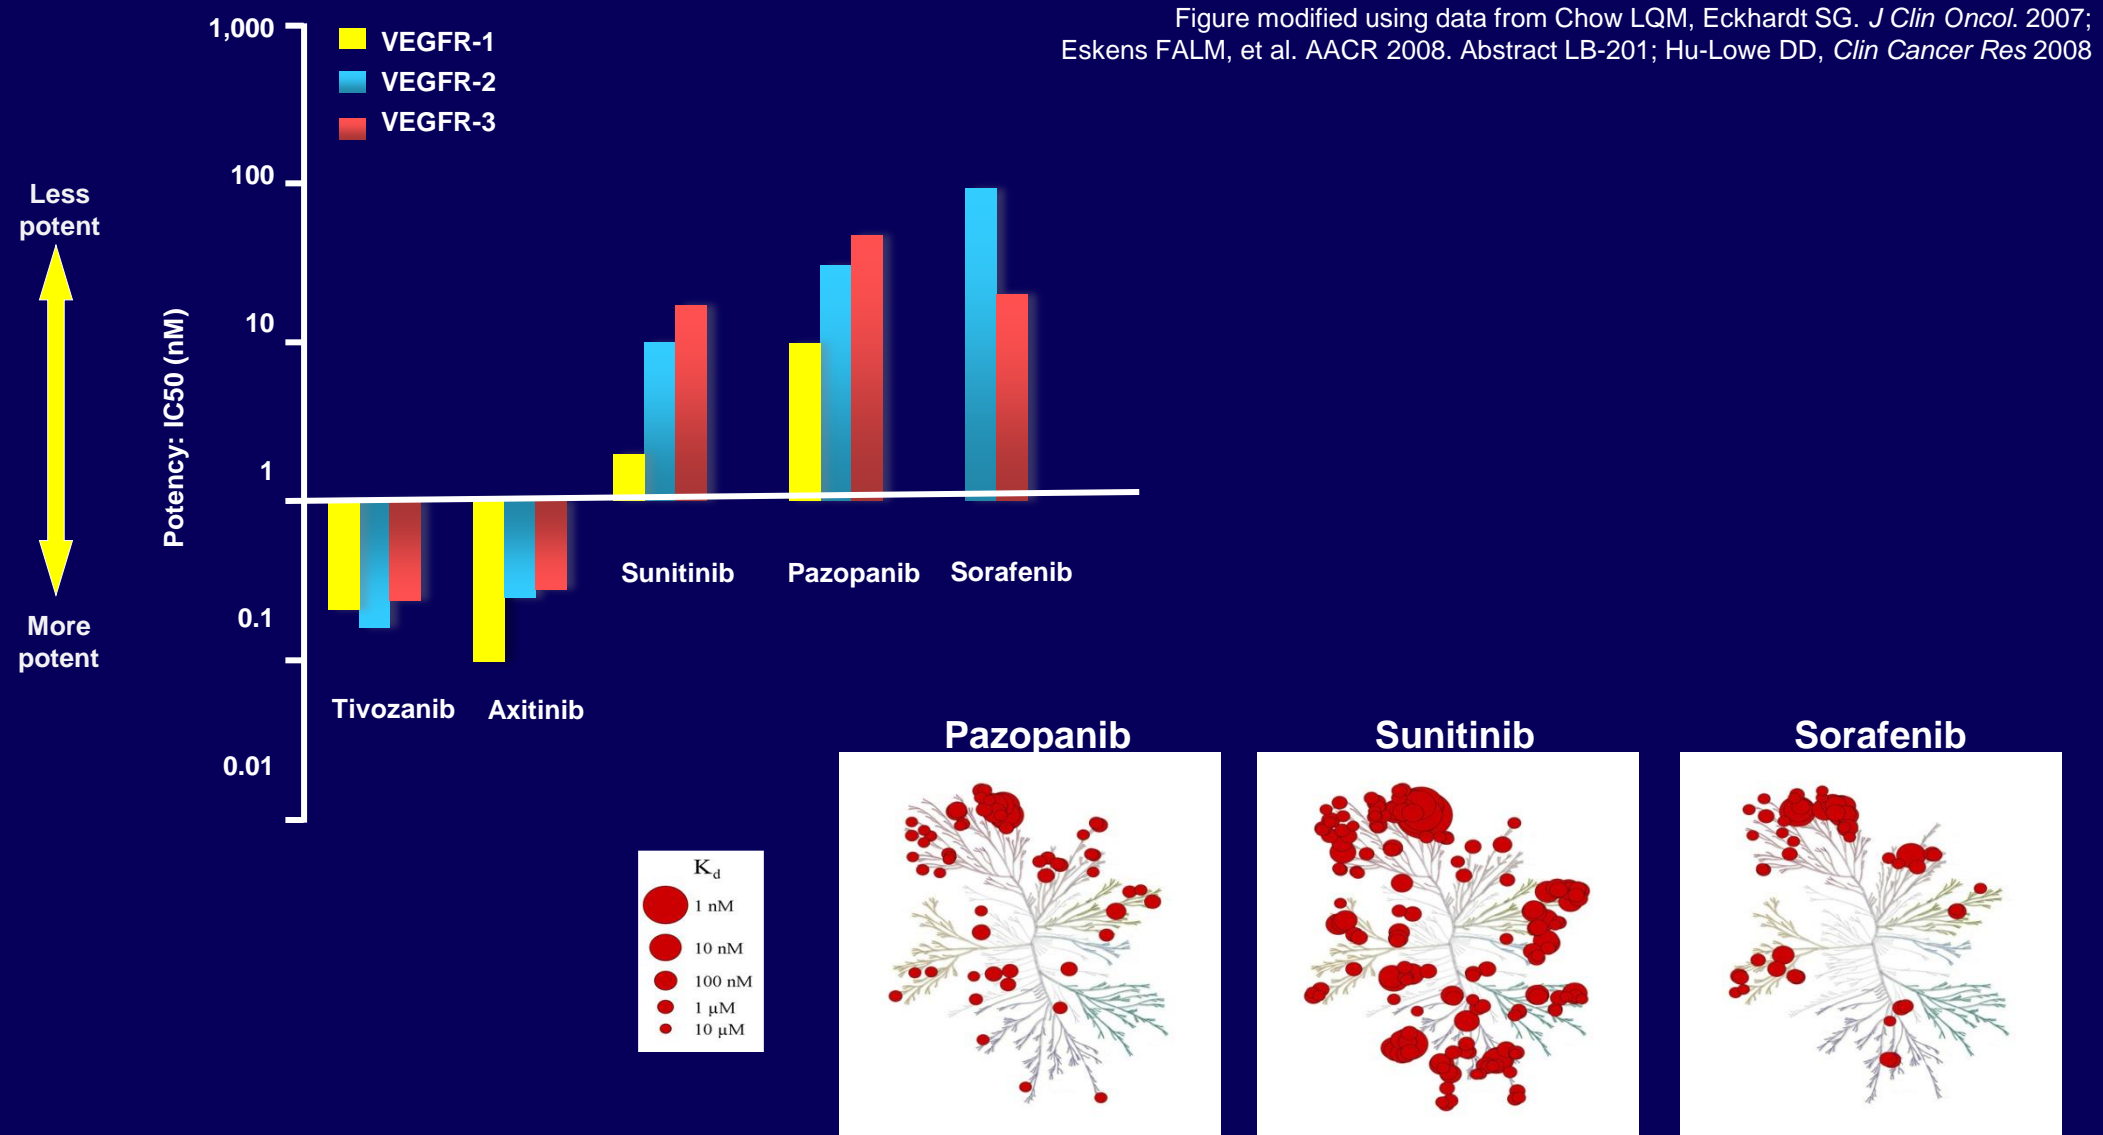 Figure modified using data from Chow LQM, Eckhardt SG. J Clin Oncol. 2007;
Eskens FALM, et al. AACR 2008. Abstract LB-201; Hu-Lowe DD, Clin Cancer Res 2008
1,000
100
10
1
0.1
0.01
VEGFR-1
VEGFR-2
VEGFR-3
Less
potent
More
potent
Potency: IC50 (nM)
Tivozanib
Axitinib
Sunitinib
Pazopanib
Sorafenib
Pazopanib
Sunitinib
Sorafenib
Kd
1 nM
10 nM
100 nM
1 μM
10 μM